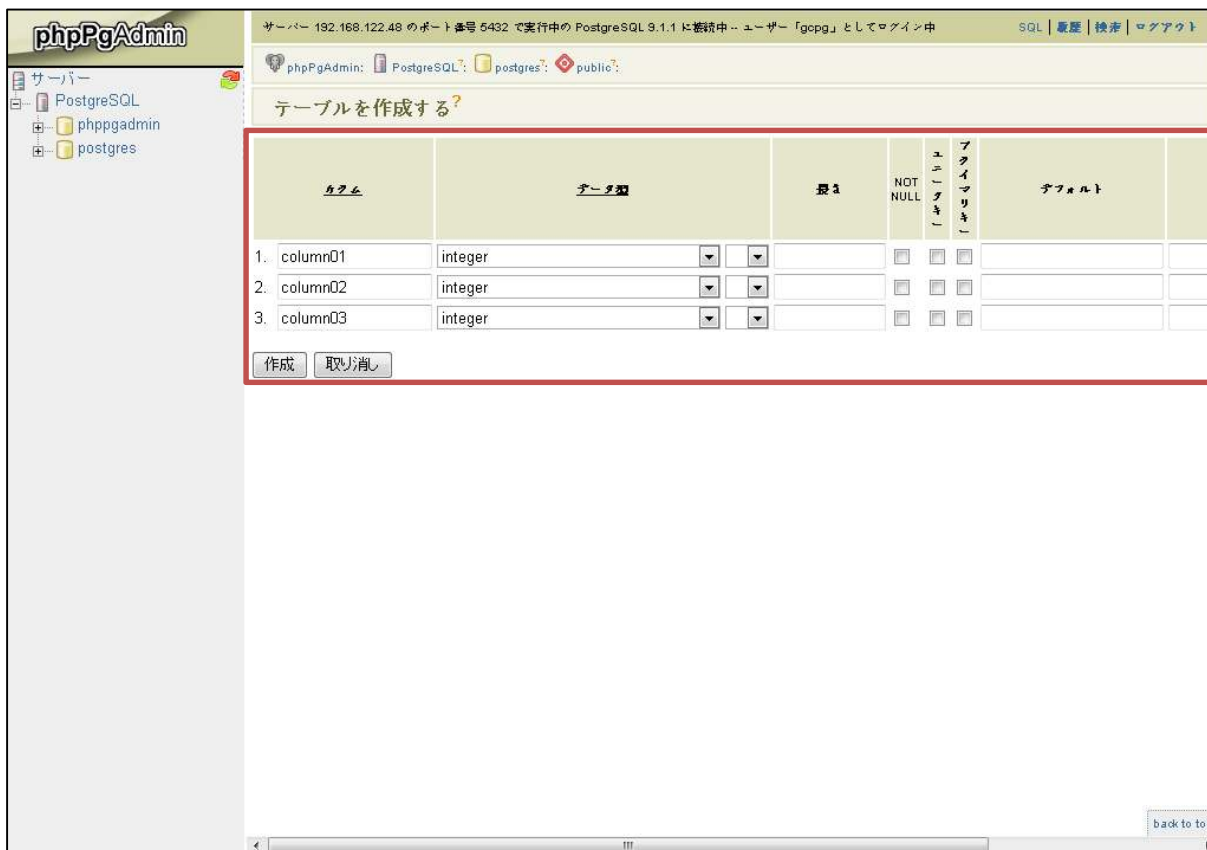 phpPgAdmin
サーバー 192.168.122.48 のポート番号 5432 で実行中の PostgreSQL 9.1.1 に接続中 -- ユーザー「gopg」としてログイン中
SQL | 履歴 | 検索 | ログアウト
サーバー
PostgreSQL
phppgadmin
postgres
phpPgAdmin: PostgreSQL?: postgres?: public?:
テーブルを作成する?
カラム データ型 長さ NOT NULL ユニークキー プライマリキー デフォルト
1. column01 integer
2. column02 integer
3. column03 integer
作成 取り消し
back to to